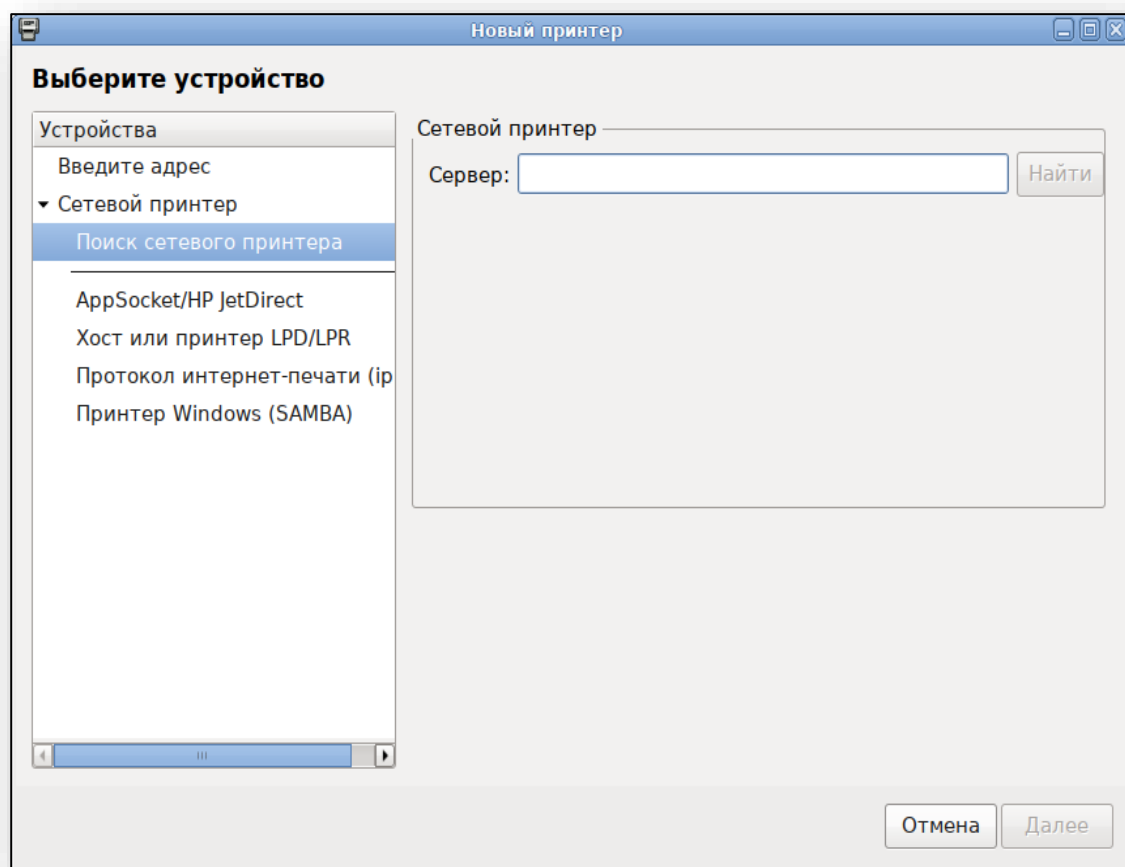 Новый принтер
Выберите устройство
Устройства
Введите адрес
Сетевой принтер
Поиск сетевого принтера
AppSocket/HP JetDirect
Хост или принтер LPD/LPR
Протокол интернет-печати (ip
Принтер Windows (SAMBA)
Сетевой принтер
Сервер:
Найти
Отмена
Далее